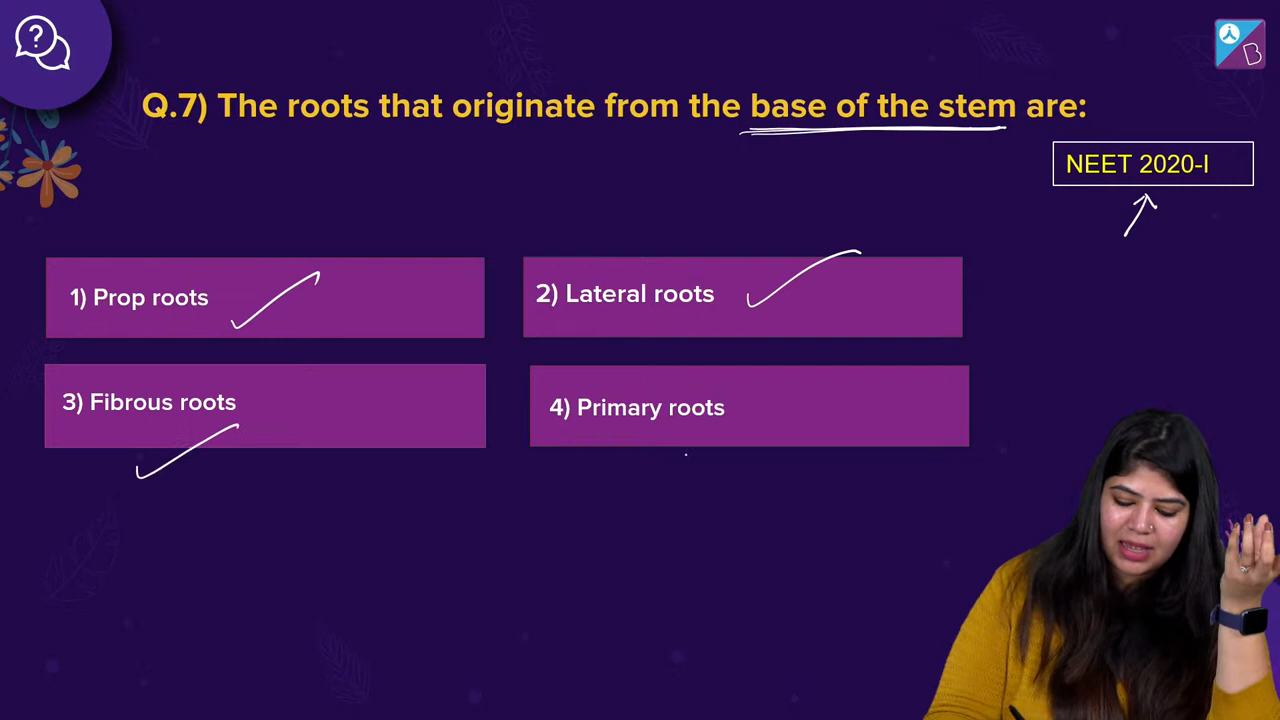 Q.7) The roots that originate from the base of the stem are:
NEET 2020-I
1) Prop roots
2) Lateral roots
3) Fibrous roots
4) Primary roots
B
?